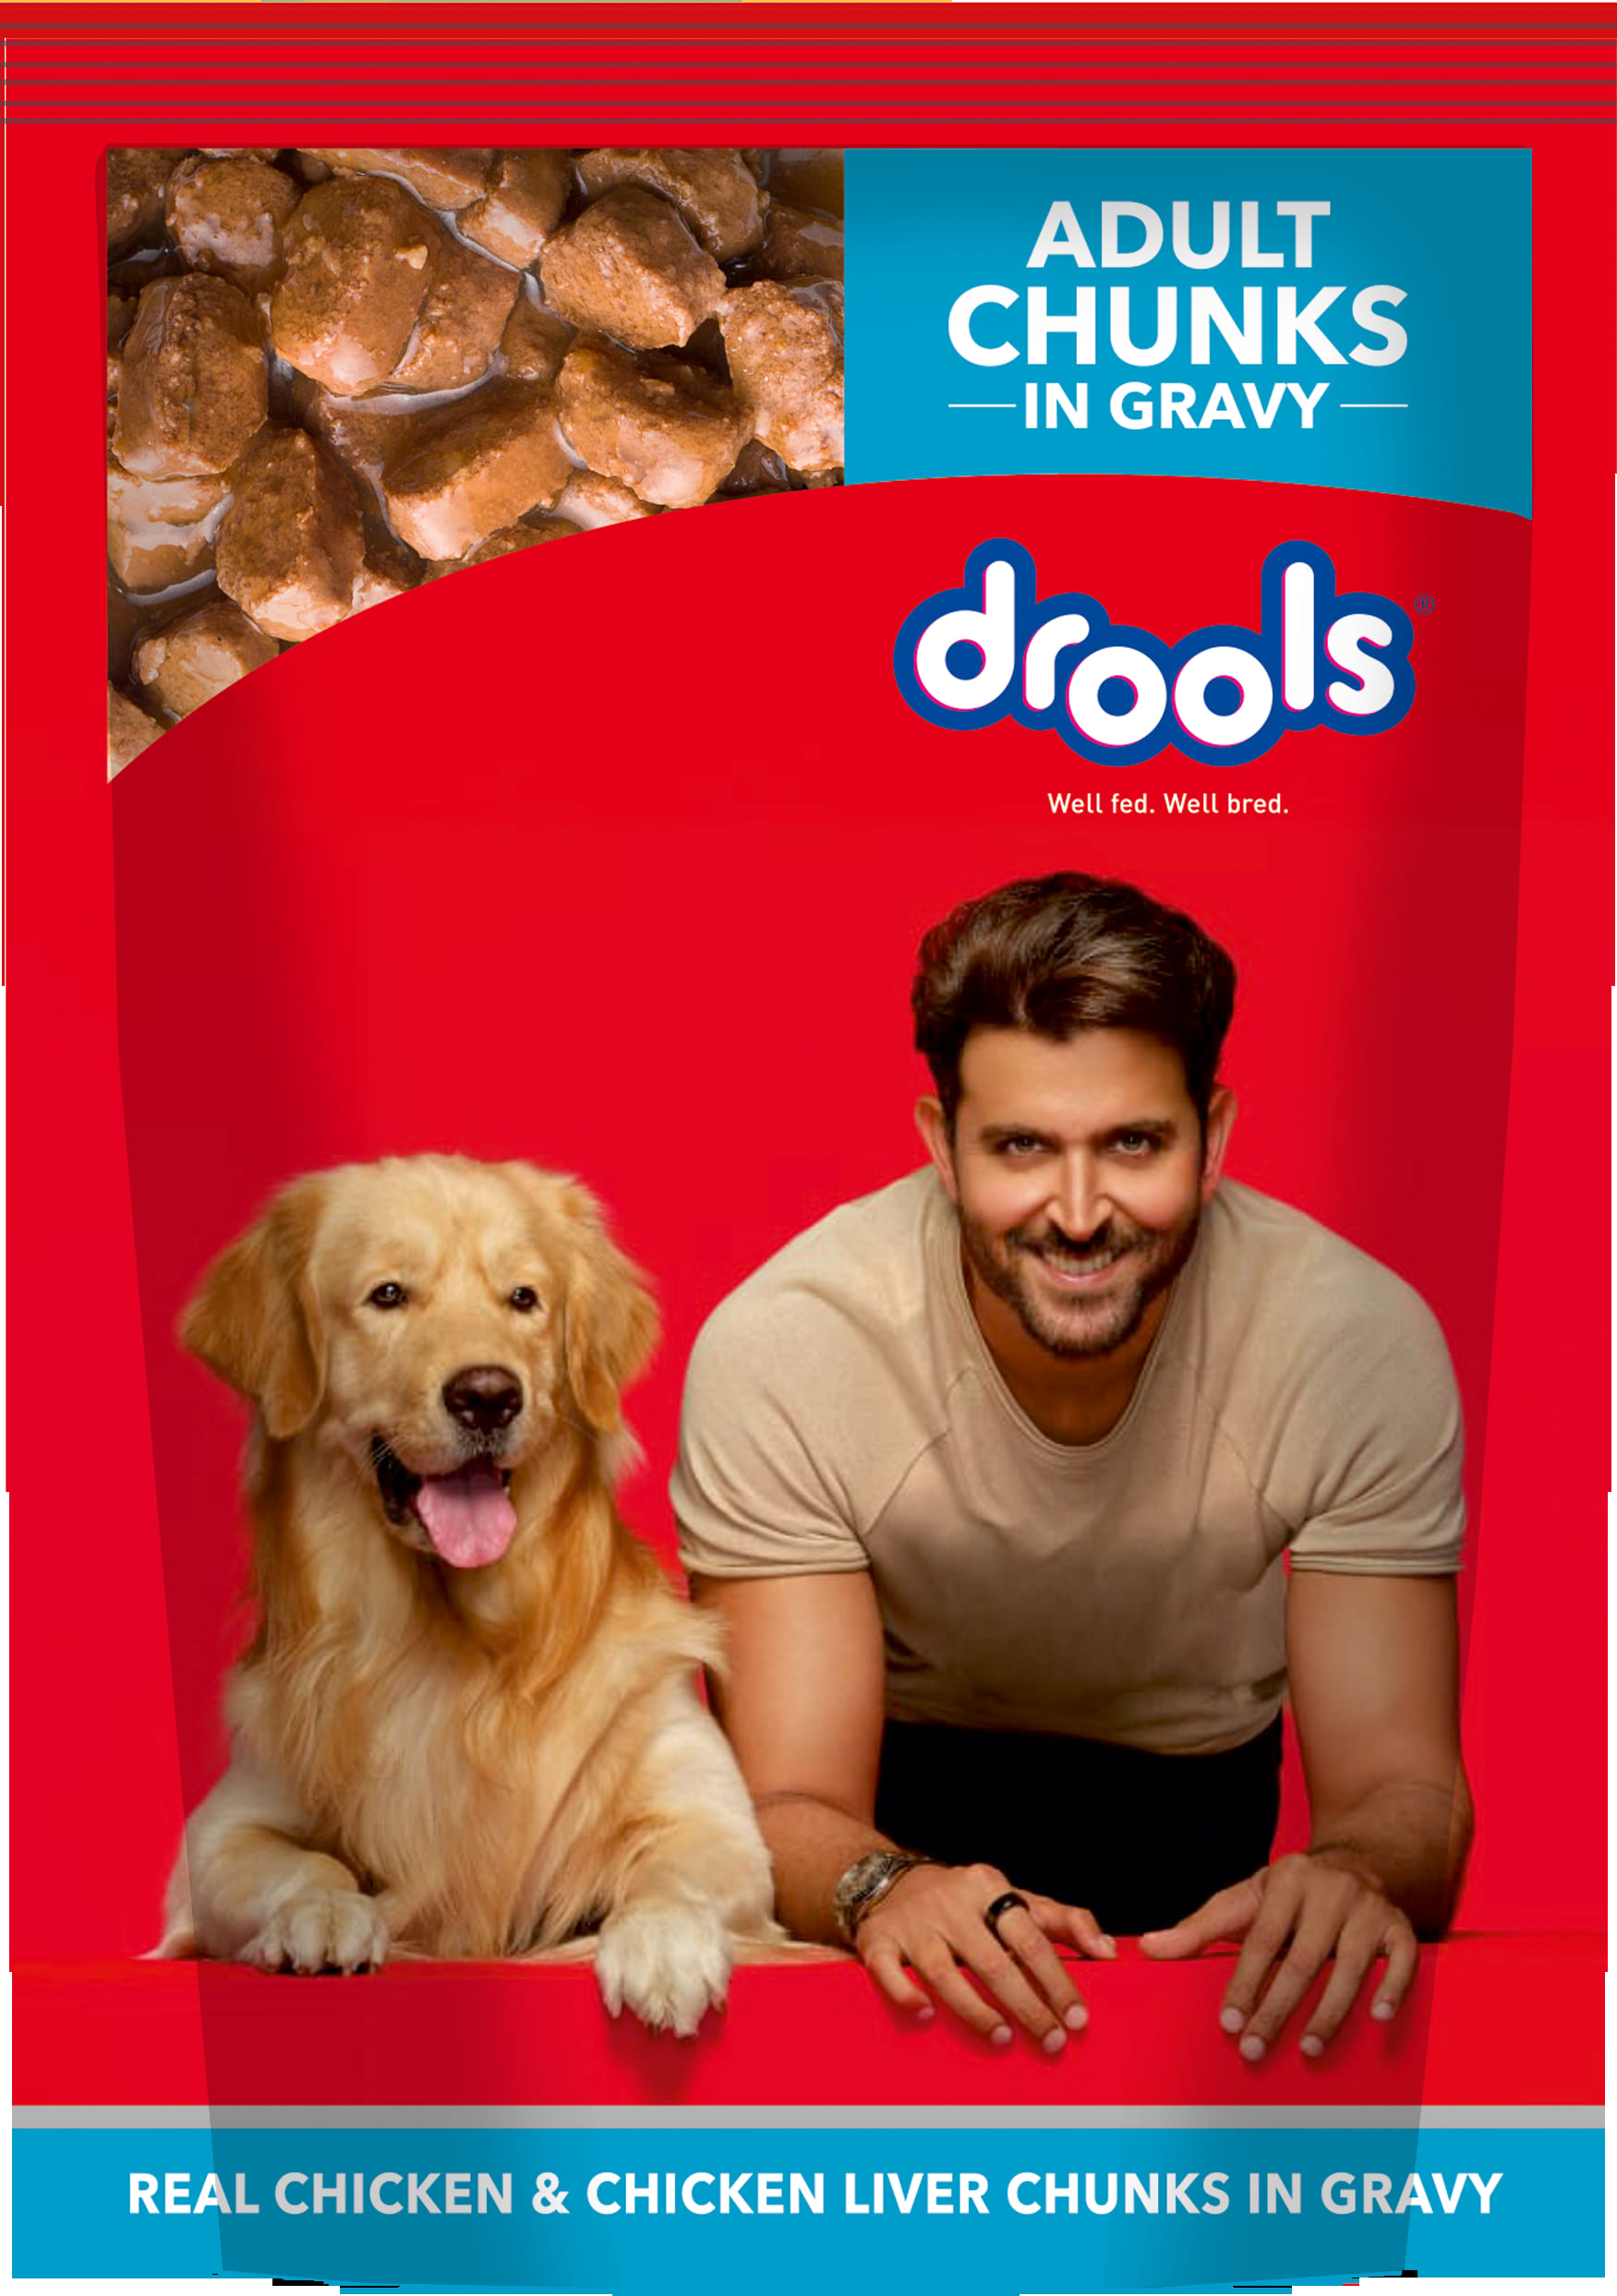 ADULT
CHUNKS
IN GRAVY
drools®
Well fed. Well bred.
REAL CHICKEN & CHICKEN LIVER CHUNKS IN GRAVY